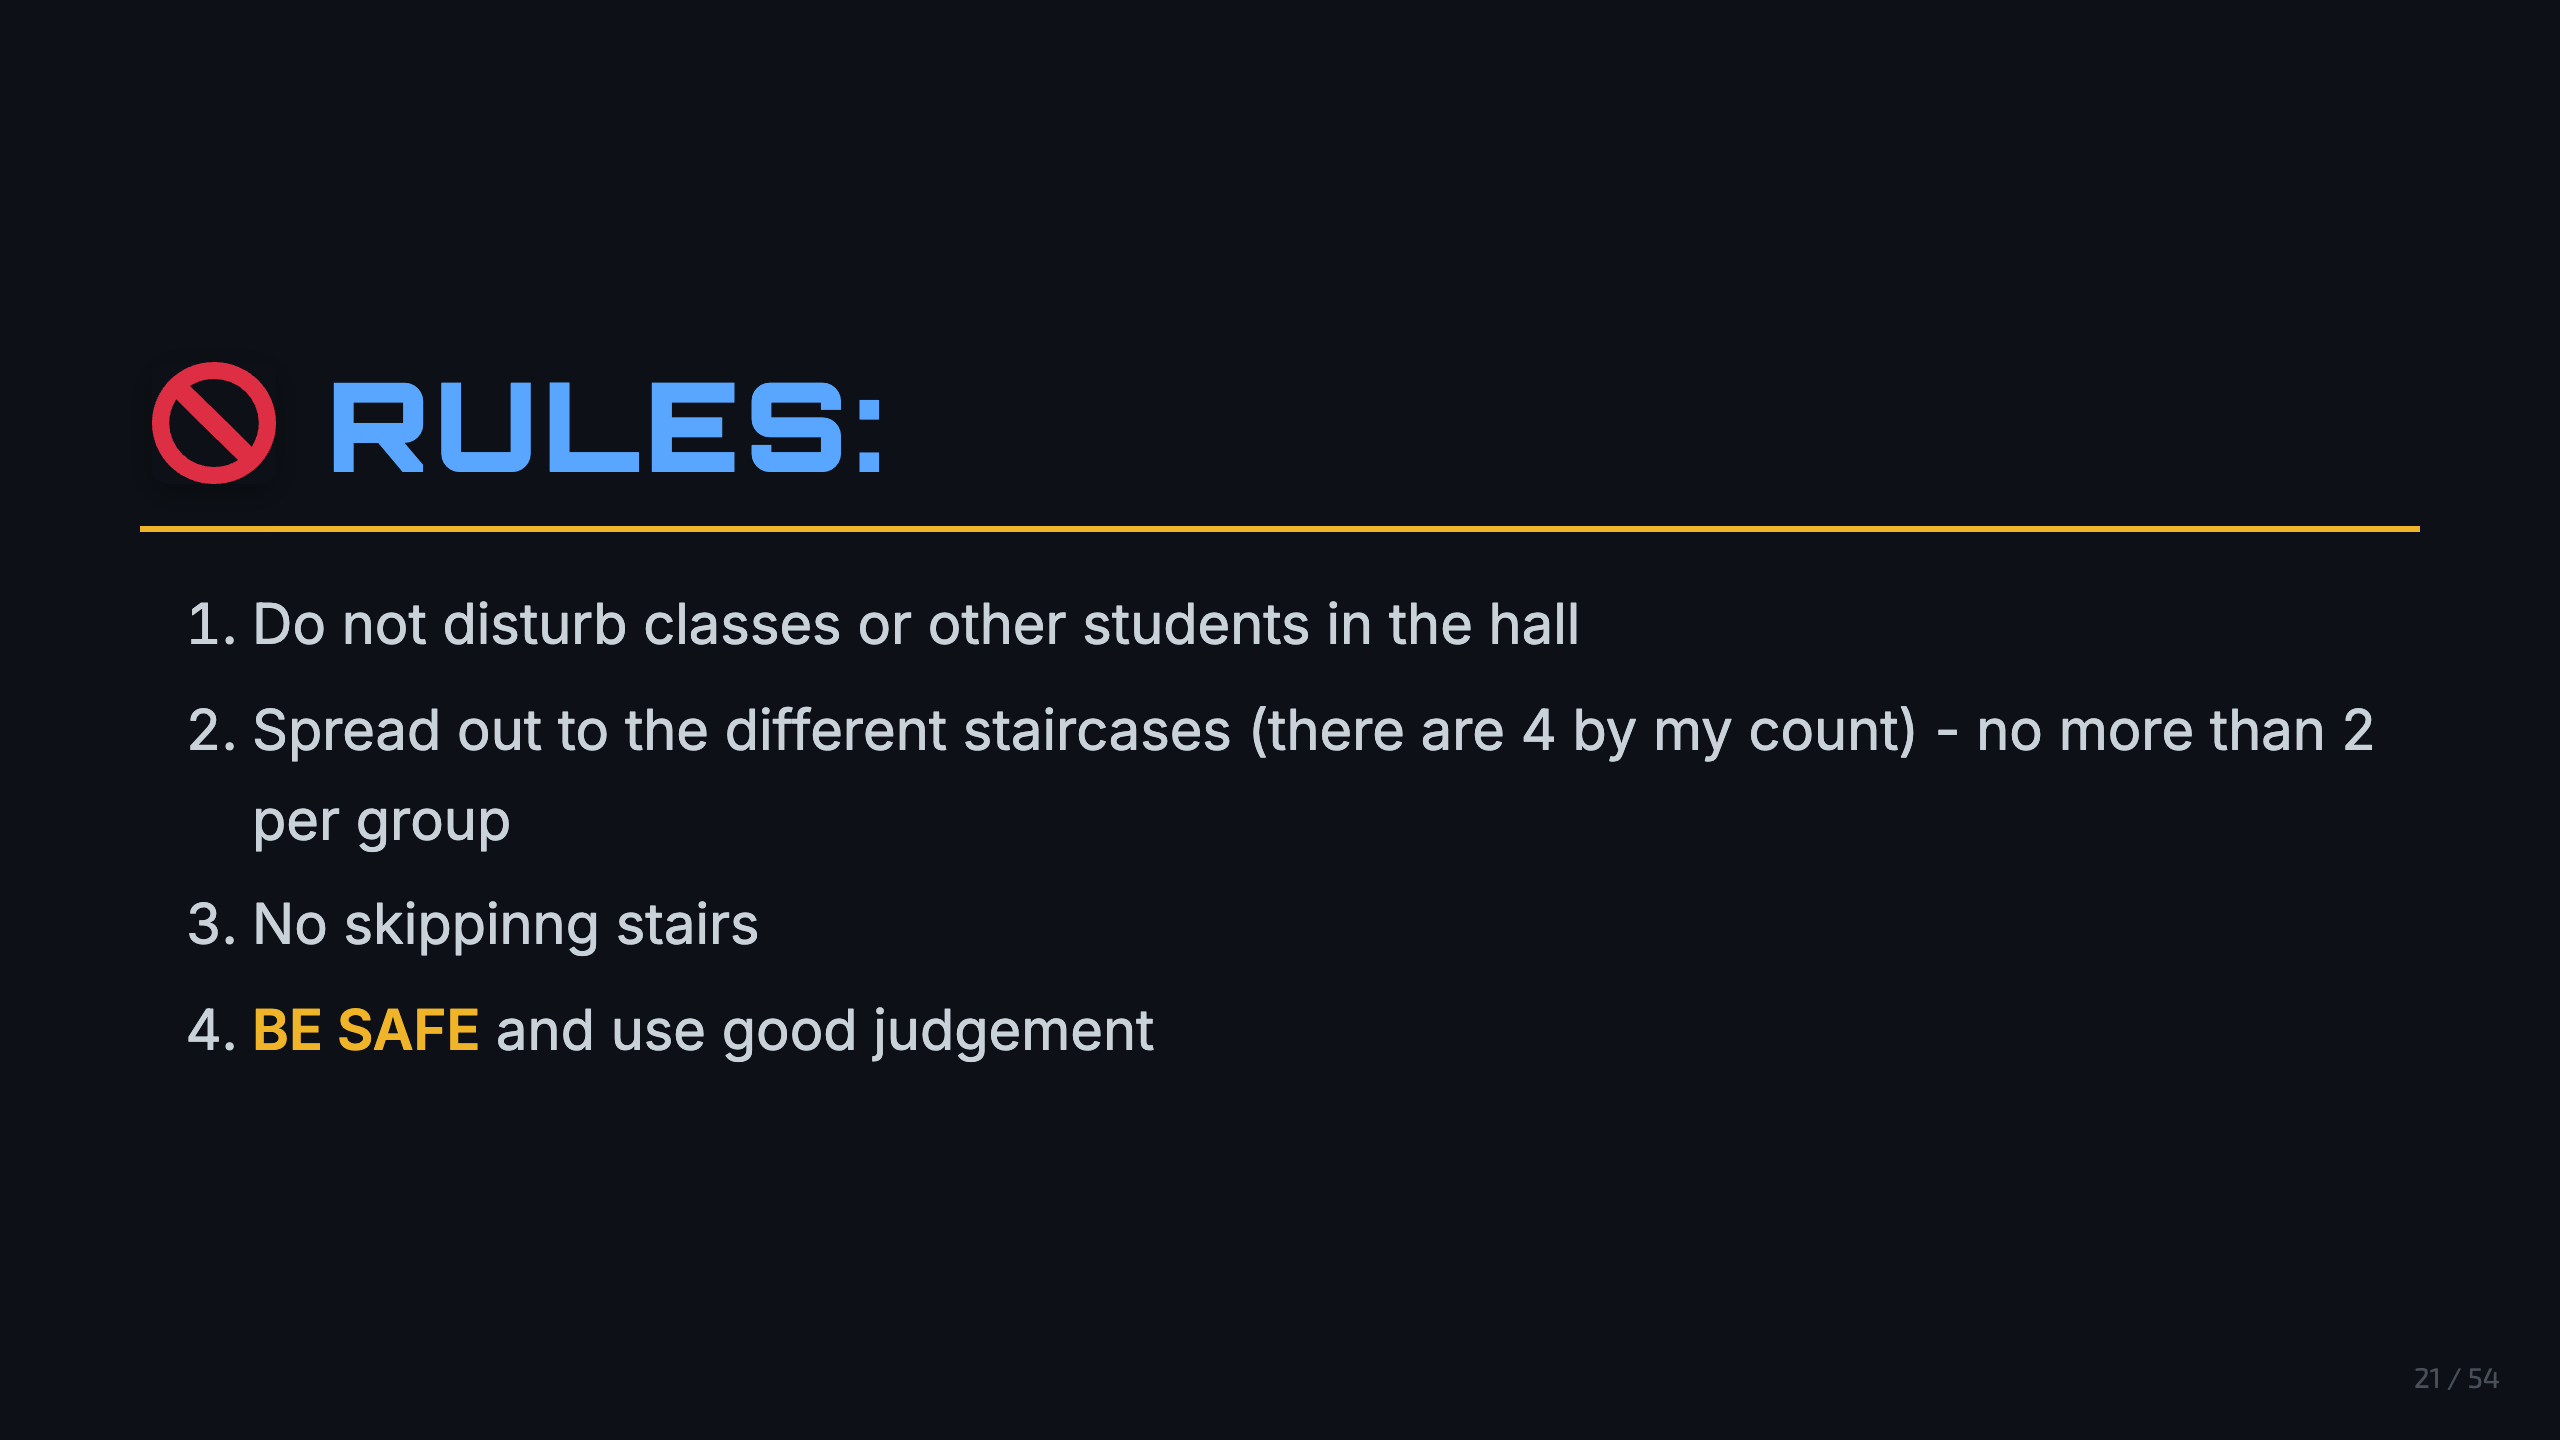 🚫 RULES:
1. Do not disturb classes or other students in the hall
2. Spread out to the different staircases (there are 4 by my count) - no more than 2
per group
3. No skippinng stairs
4. BE SAFE and use good judgement
21 / 54